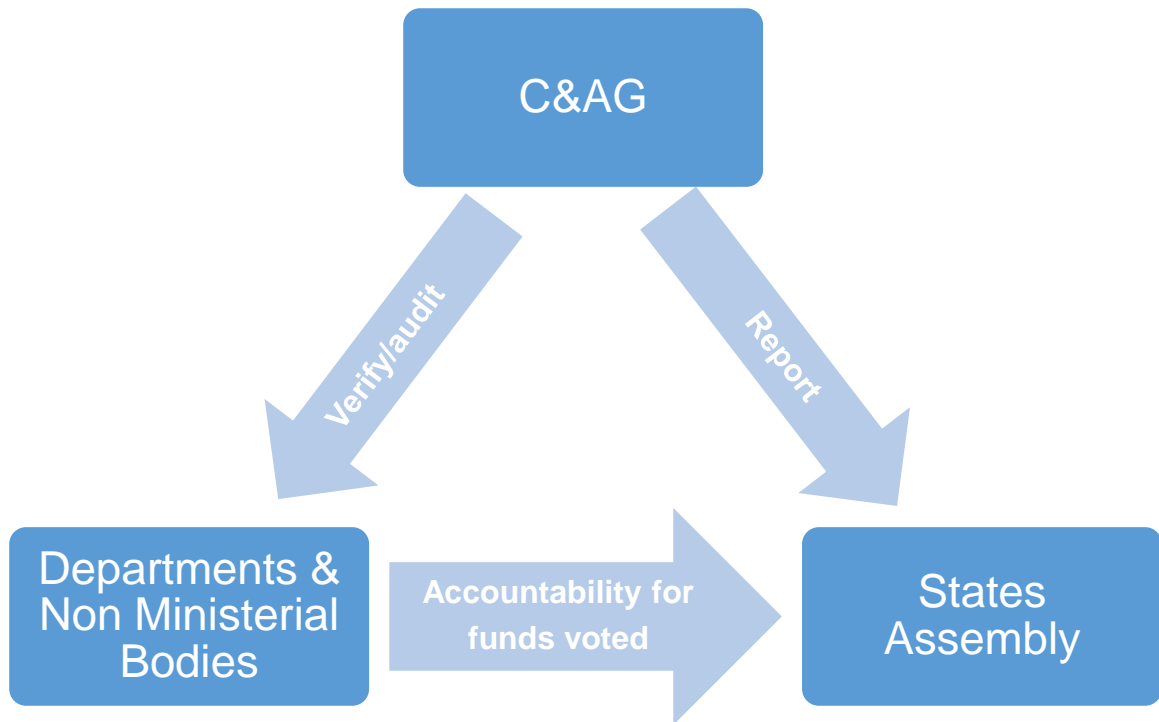 C&AG
Verify/audit
Report
Departments &
Non Ministerial
Bodies
Accountability for
funds voted
States
Assembly